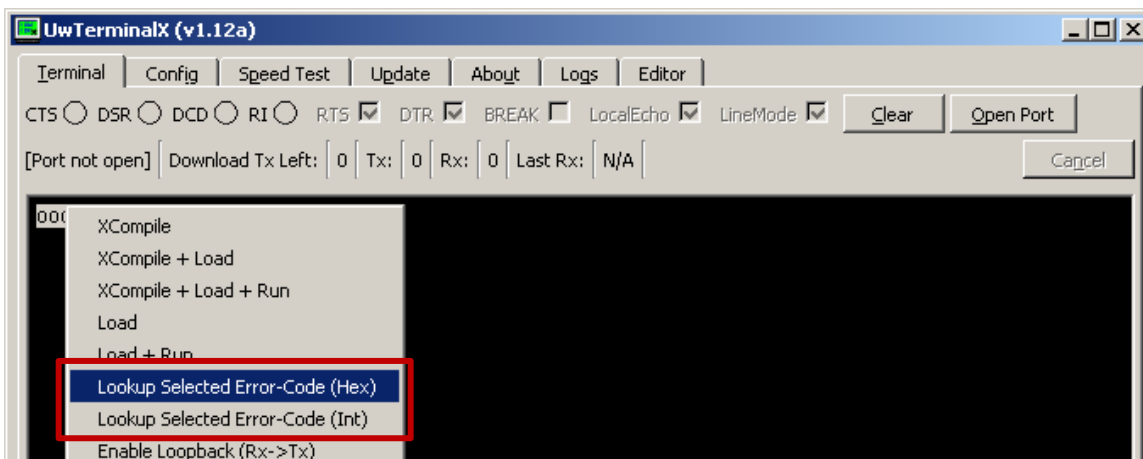 UwTerminalX (v1.12a)
Terminal Config Speed Test Update About Logs Editor
CTS DSR DCD RI RTS DTR BREAK LocalEcho LineMode Clear Open Port
[Port not open] Download Tx Left: 0 Tx: 0 Rx: 0 Last Rx: N/A Cancel
XCompile
XCompile + Load
XCompile + Load + Run
Load
Load + Run
Lookup Selected Error-Code (Hex)
Lookup Selected Error-Code (Int)
Enable Loopback (Rx->Tx)